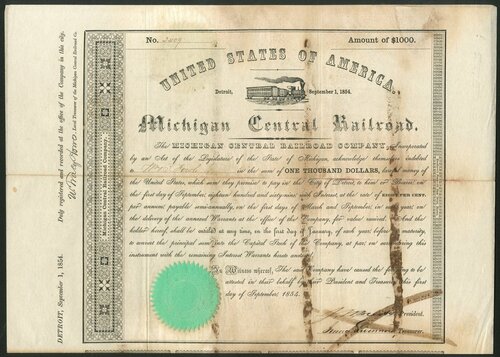 No.
Amount of $1000.
UNITED STATES OF AMERICA.
Detroit, September 1, 1854.
Michigan Central Railroad.
THE MICHIGAN CENTRAL RAILROAD COMPANY, incorporated
by an Act of the Legislature of the State of Michigan, acknowledge themselves indebted
to in the sum of ONE THOUSAND DOLLARS, lawful money of
the United States, which sum they promise to pay in the City of Detroit, to him or Bearer, on the
first day of September, eighteen hundred and sixty-nine, and Interest at the rate of EIGHT PER CENT.
per annum, payable semi-annually, on the first days of March and September, in each year, on
the delivery of the annexed Warrants at the office of the Company, for value received. And the
holder hereof, shall be entitled at any time, on the first day of January, of each year, before its maturity,
to convert the principal sum into the Capital Stock of the Company, at par, on surrendering this
instrument with the remaining Interest Warrants hereto annexed.
In Witness whereof, The said Company have caused the foregoing to be
attested in their behalf by their President and Treasurer this first
day of September 1854.
President.
Treasurer.
Michigan Central Railroad Company.
DETROIT, September 1, 1854. Duly registered and recorded at the office of the Company in this city.
Local Treasurer of the Michigan Central Railroad Co.